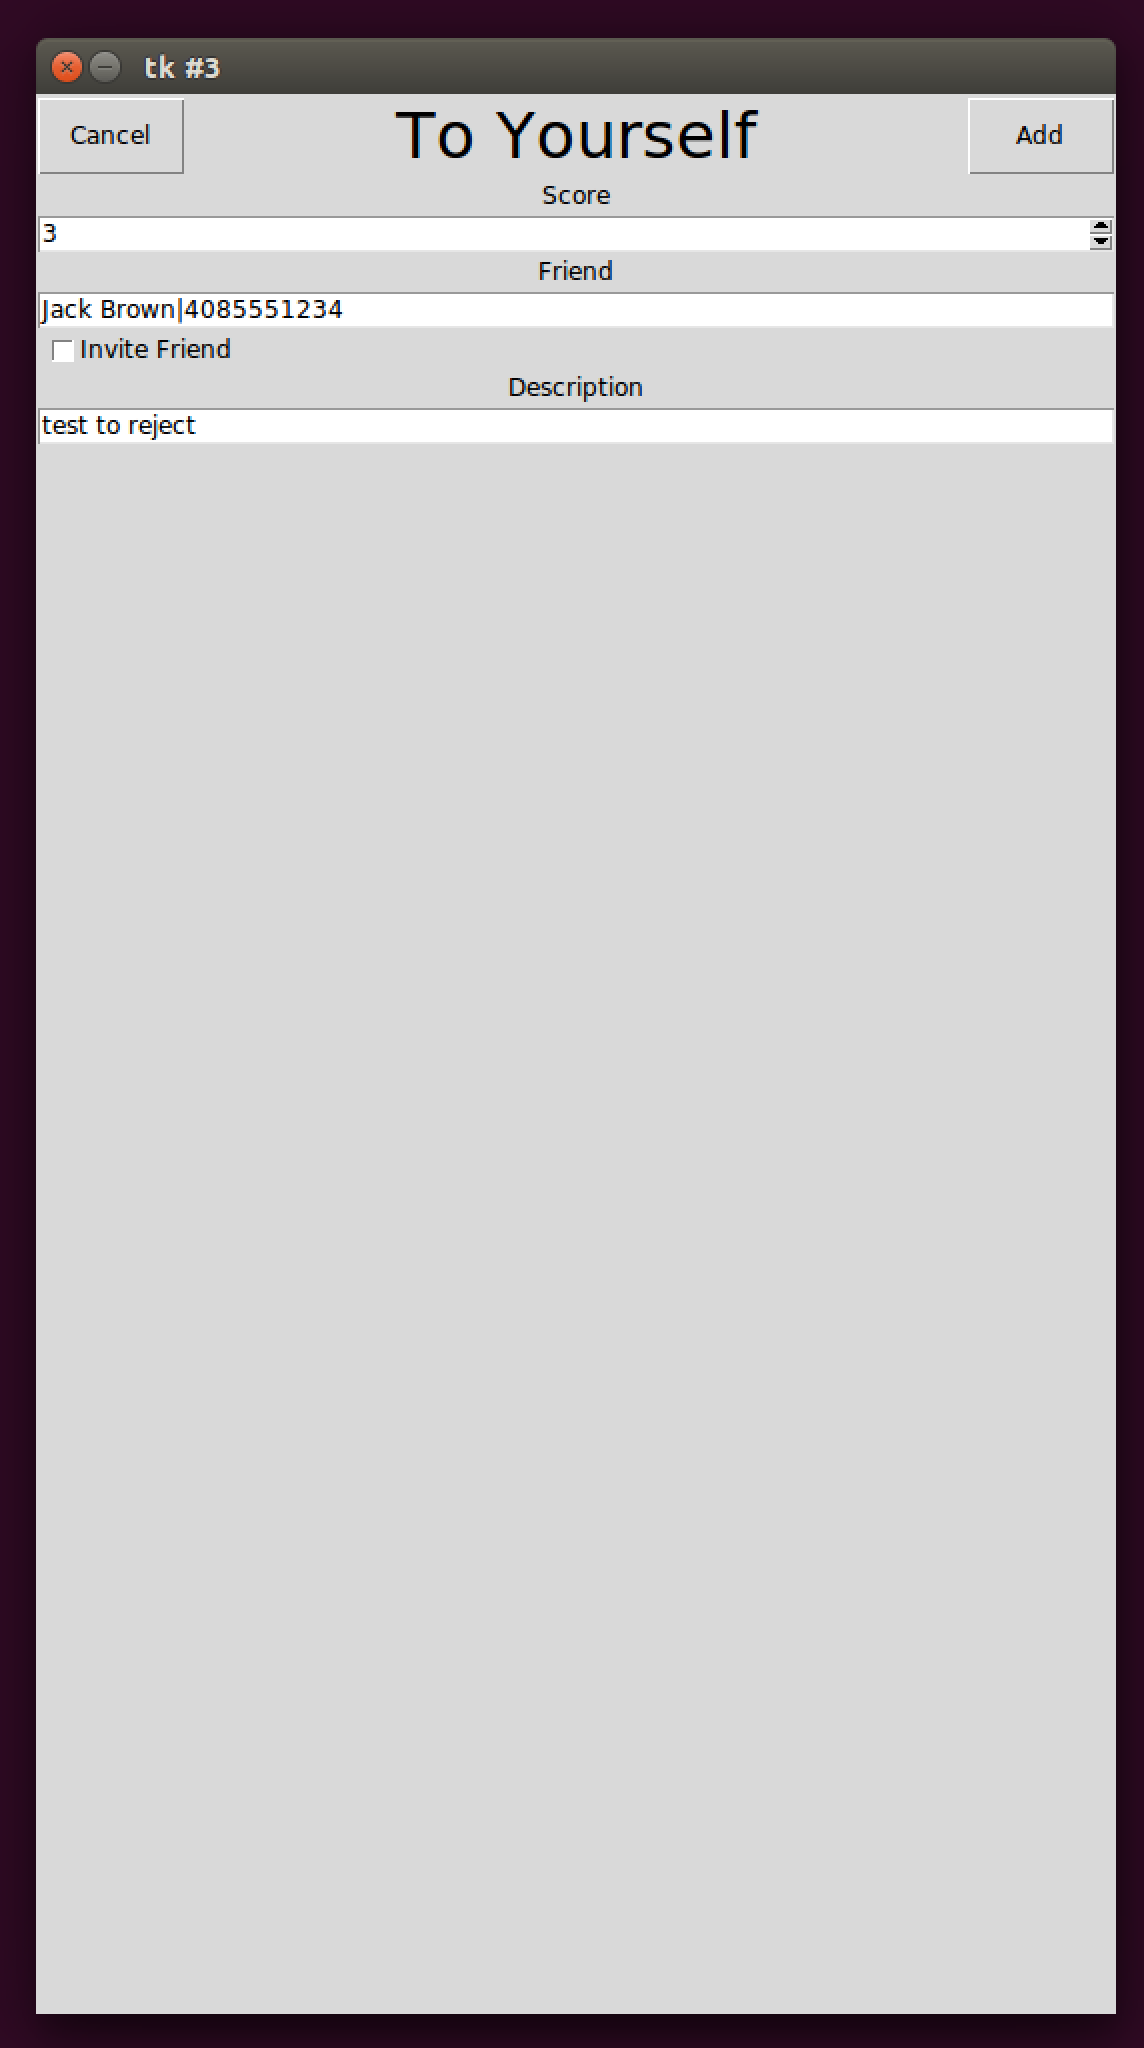 tk #3
Cancel To Yourself Add
Score
3
Friend
Jack Brown|4085551234
Invite Friend
Description
test to reject